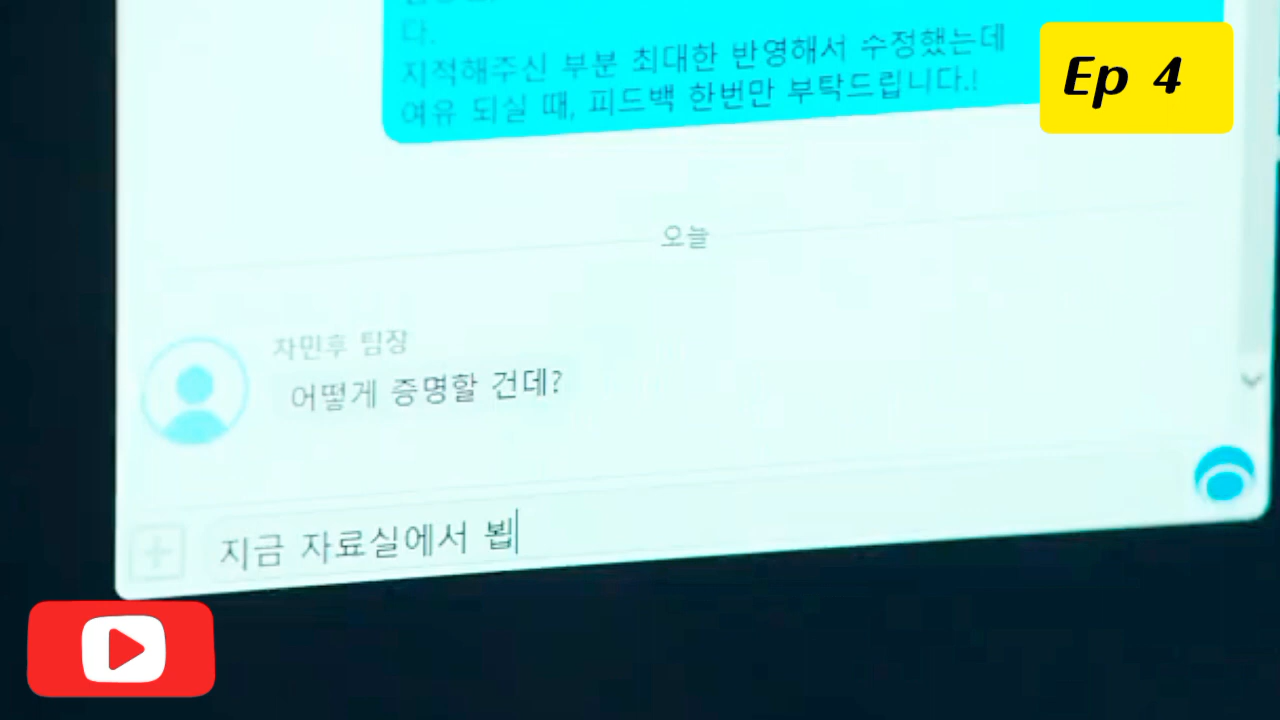 다.
지적해주신 부분 최대한 반영해서 수정했는데
여유 되실 때, 피드백 한번만 부탁드립니다.!
Ep 4
오늘
차민후 팀장
어떻게 증명할 건데?
지금 자료실에서 뵙